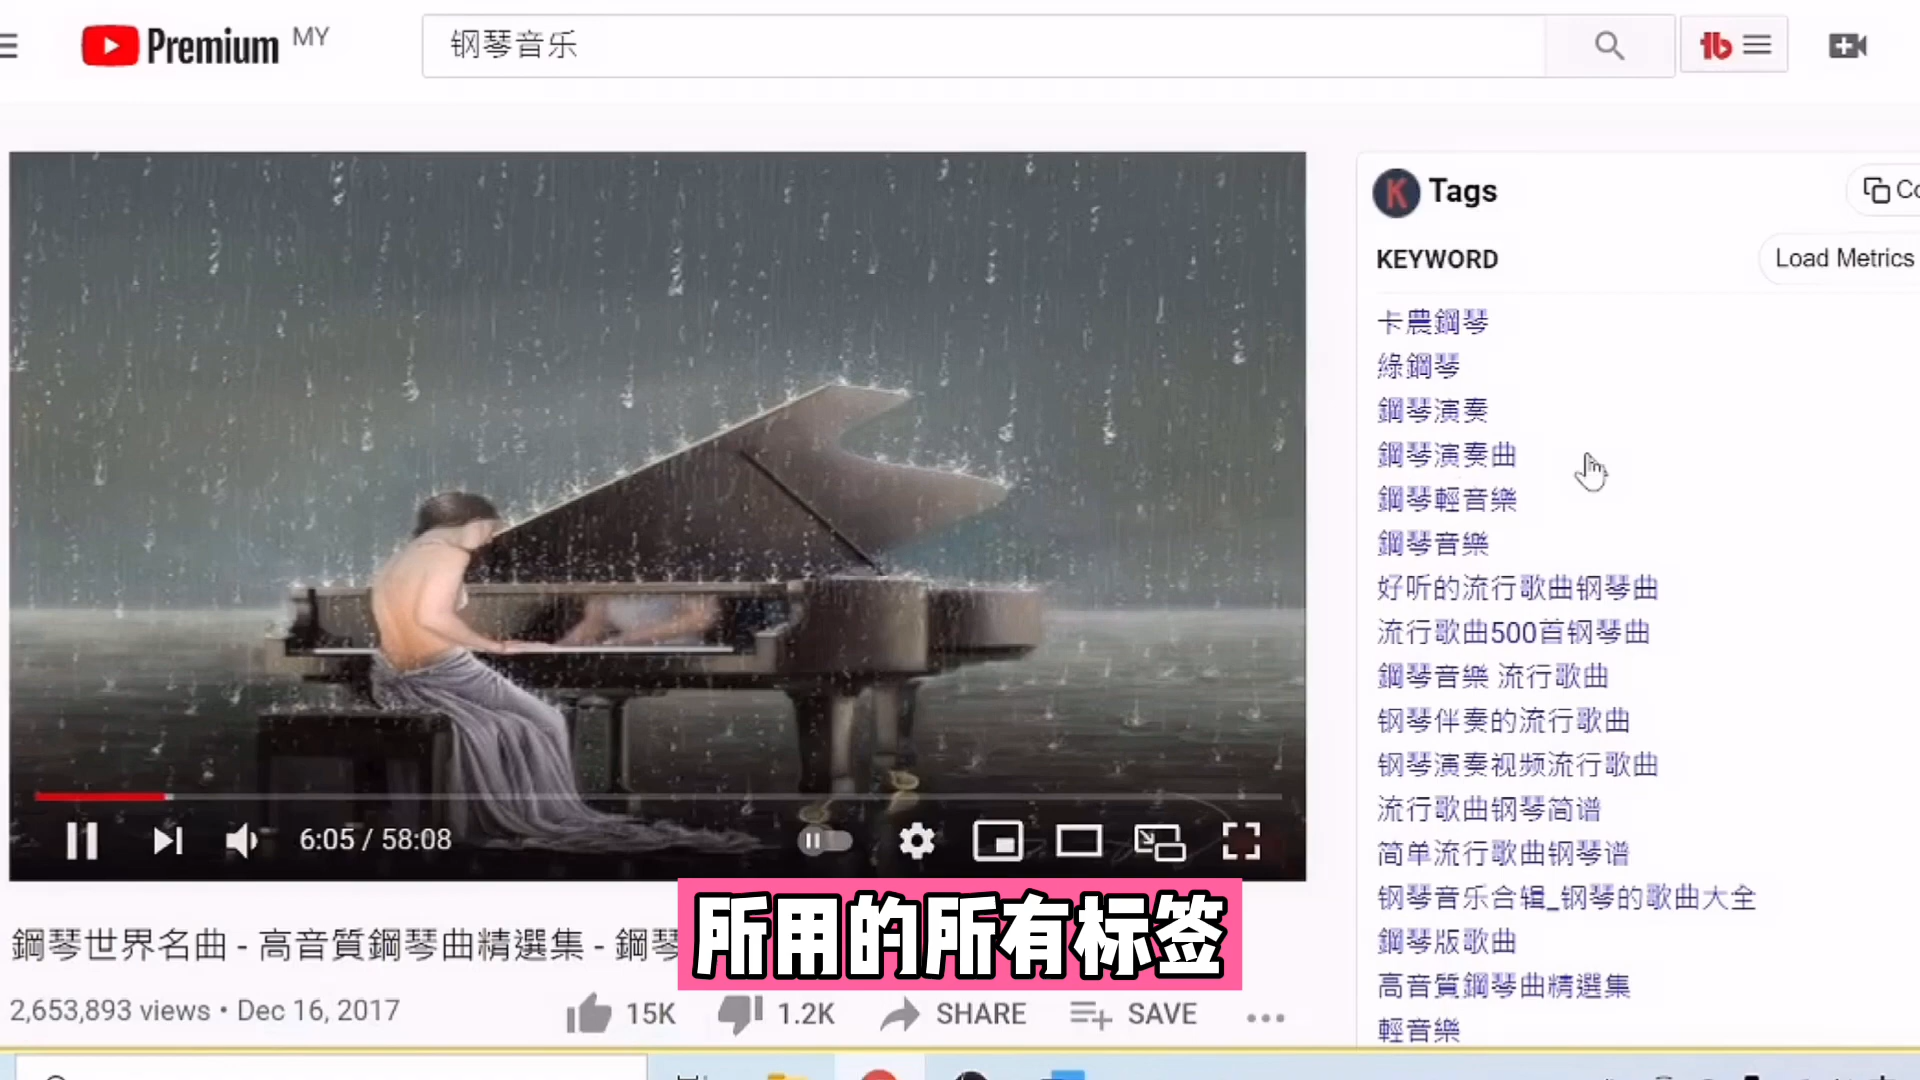 Premium MY
钢琴音乐
Tags
KEYWORD
Load Metrics
卡農鋼琴
綠鋼琴
鋼琴演奏
鋼琴演奏曲
鋼琴輕音樂
鋼琴音樂
好听的流行歌曲钢琴曲
流行歌曲500首钢琴曲
鋼琴音樂 流行歌曲
钢琴伴奏的流行歌曲
钢琴演奏视频流行歌曲
流行歌曲钢琴简谱
简单流行歌曲钢琴谱
钢琴音乐合辑_钢琴的歌曲大全
鋼琴版歌曲
高音質鋼琴曲精選集
輕音樂
6:05 / 58:08
所用的所有标签
鋼琴世界名曲 - 高音質鋼琴曲精選集 - 鋼琴
2,653,893 views • Dec 16, 2017
15K
1.2K
SHARE
SAVE